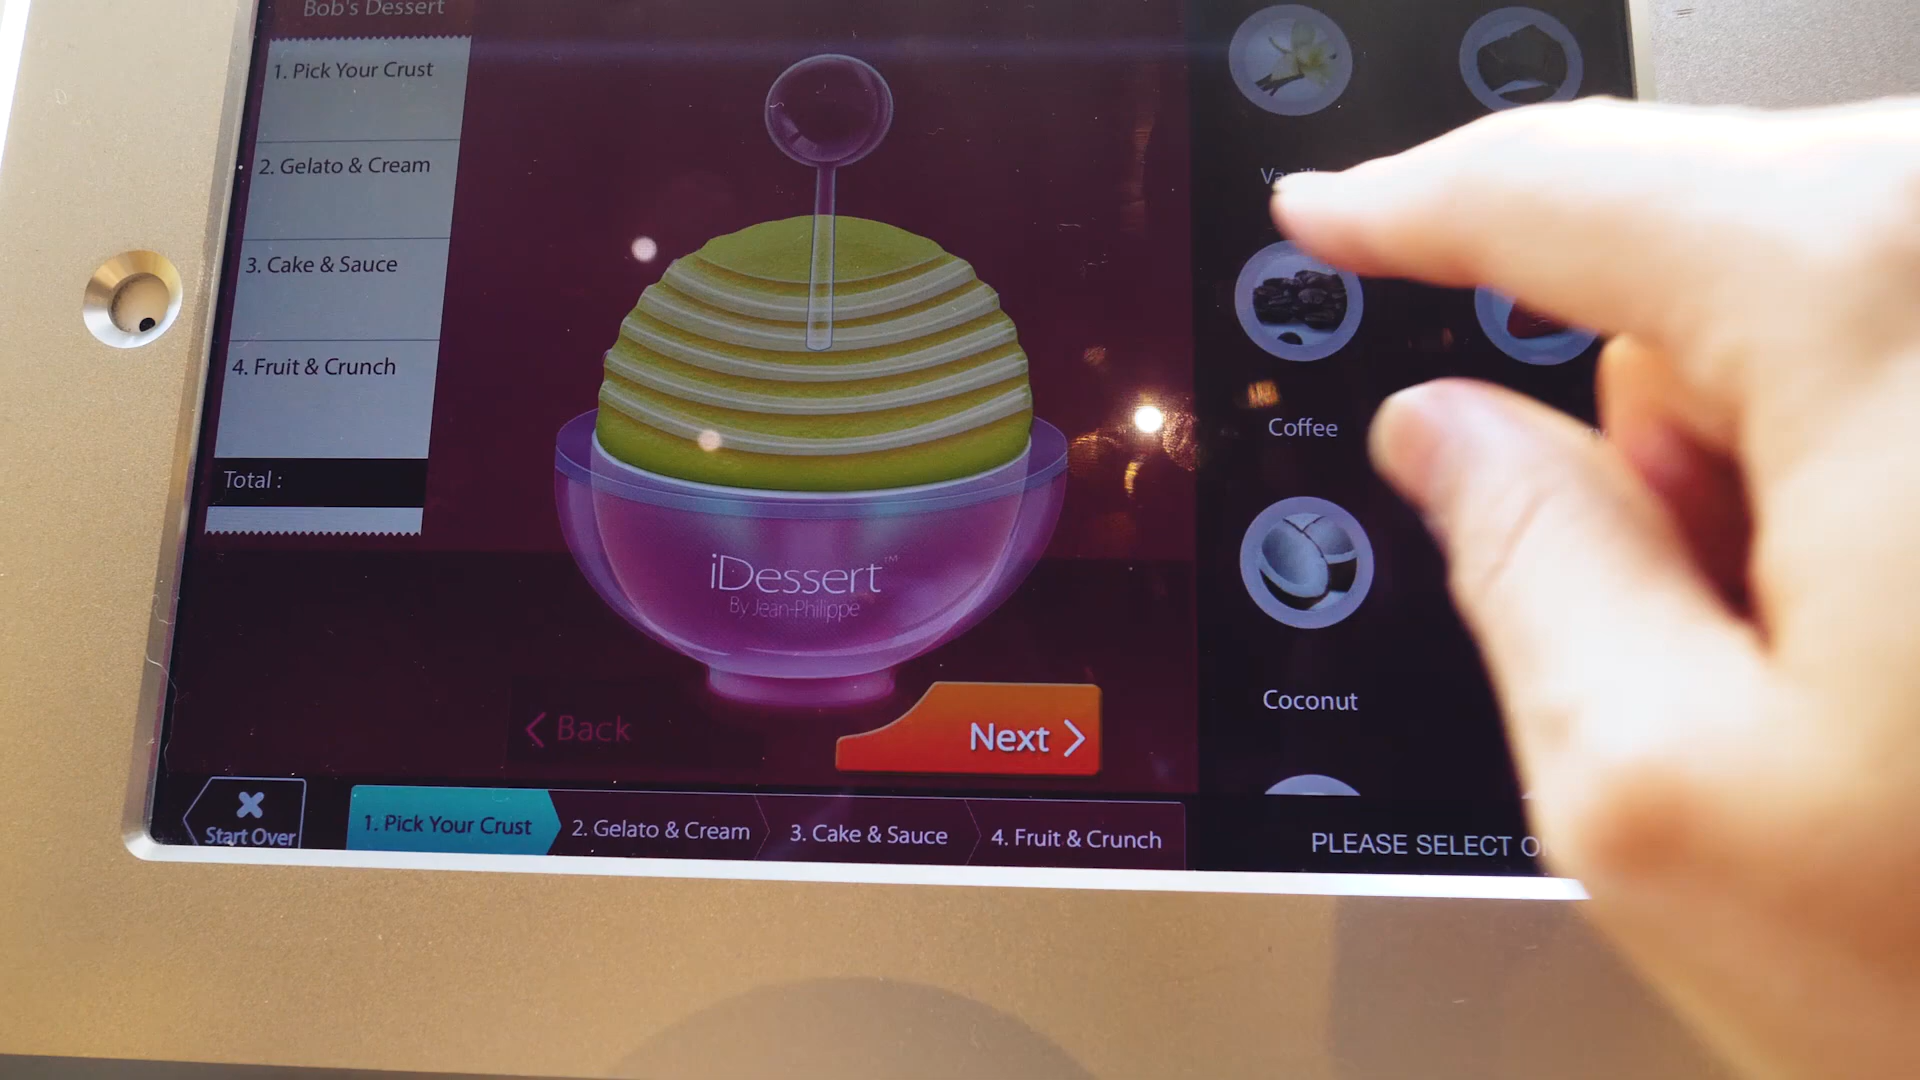 Bob's Dessert
1. Pick Your Crust
2. Gelato & Cream
3. Cake & Sauce
4. Fruit & Crunch
Total :
iDessert™
By Jean-Philippe
Back
Next
Start Over
1. Pick Your Crust
2. Gelato & Cream
3. Cake & Sauce
4. Fruit & Crunch
Coffee
Coconut
PLEASE SELECT